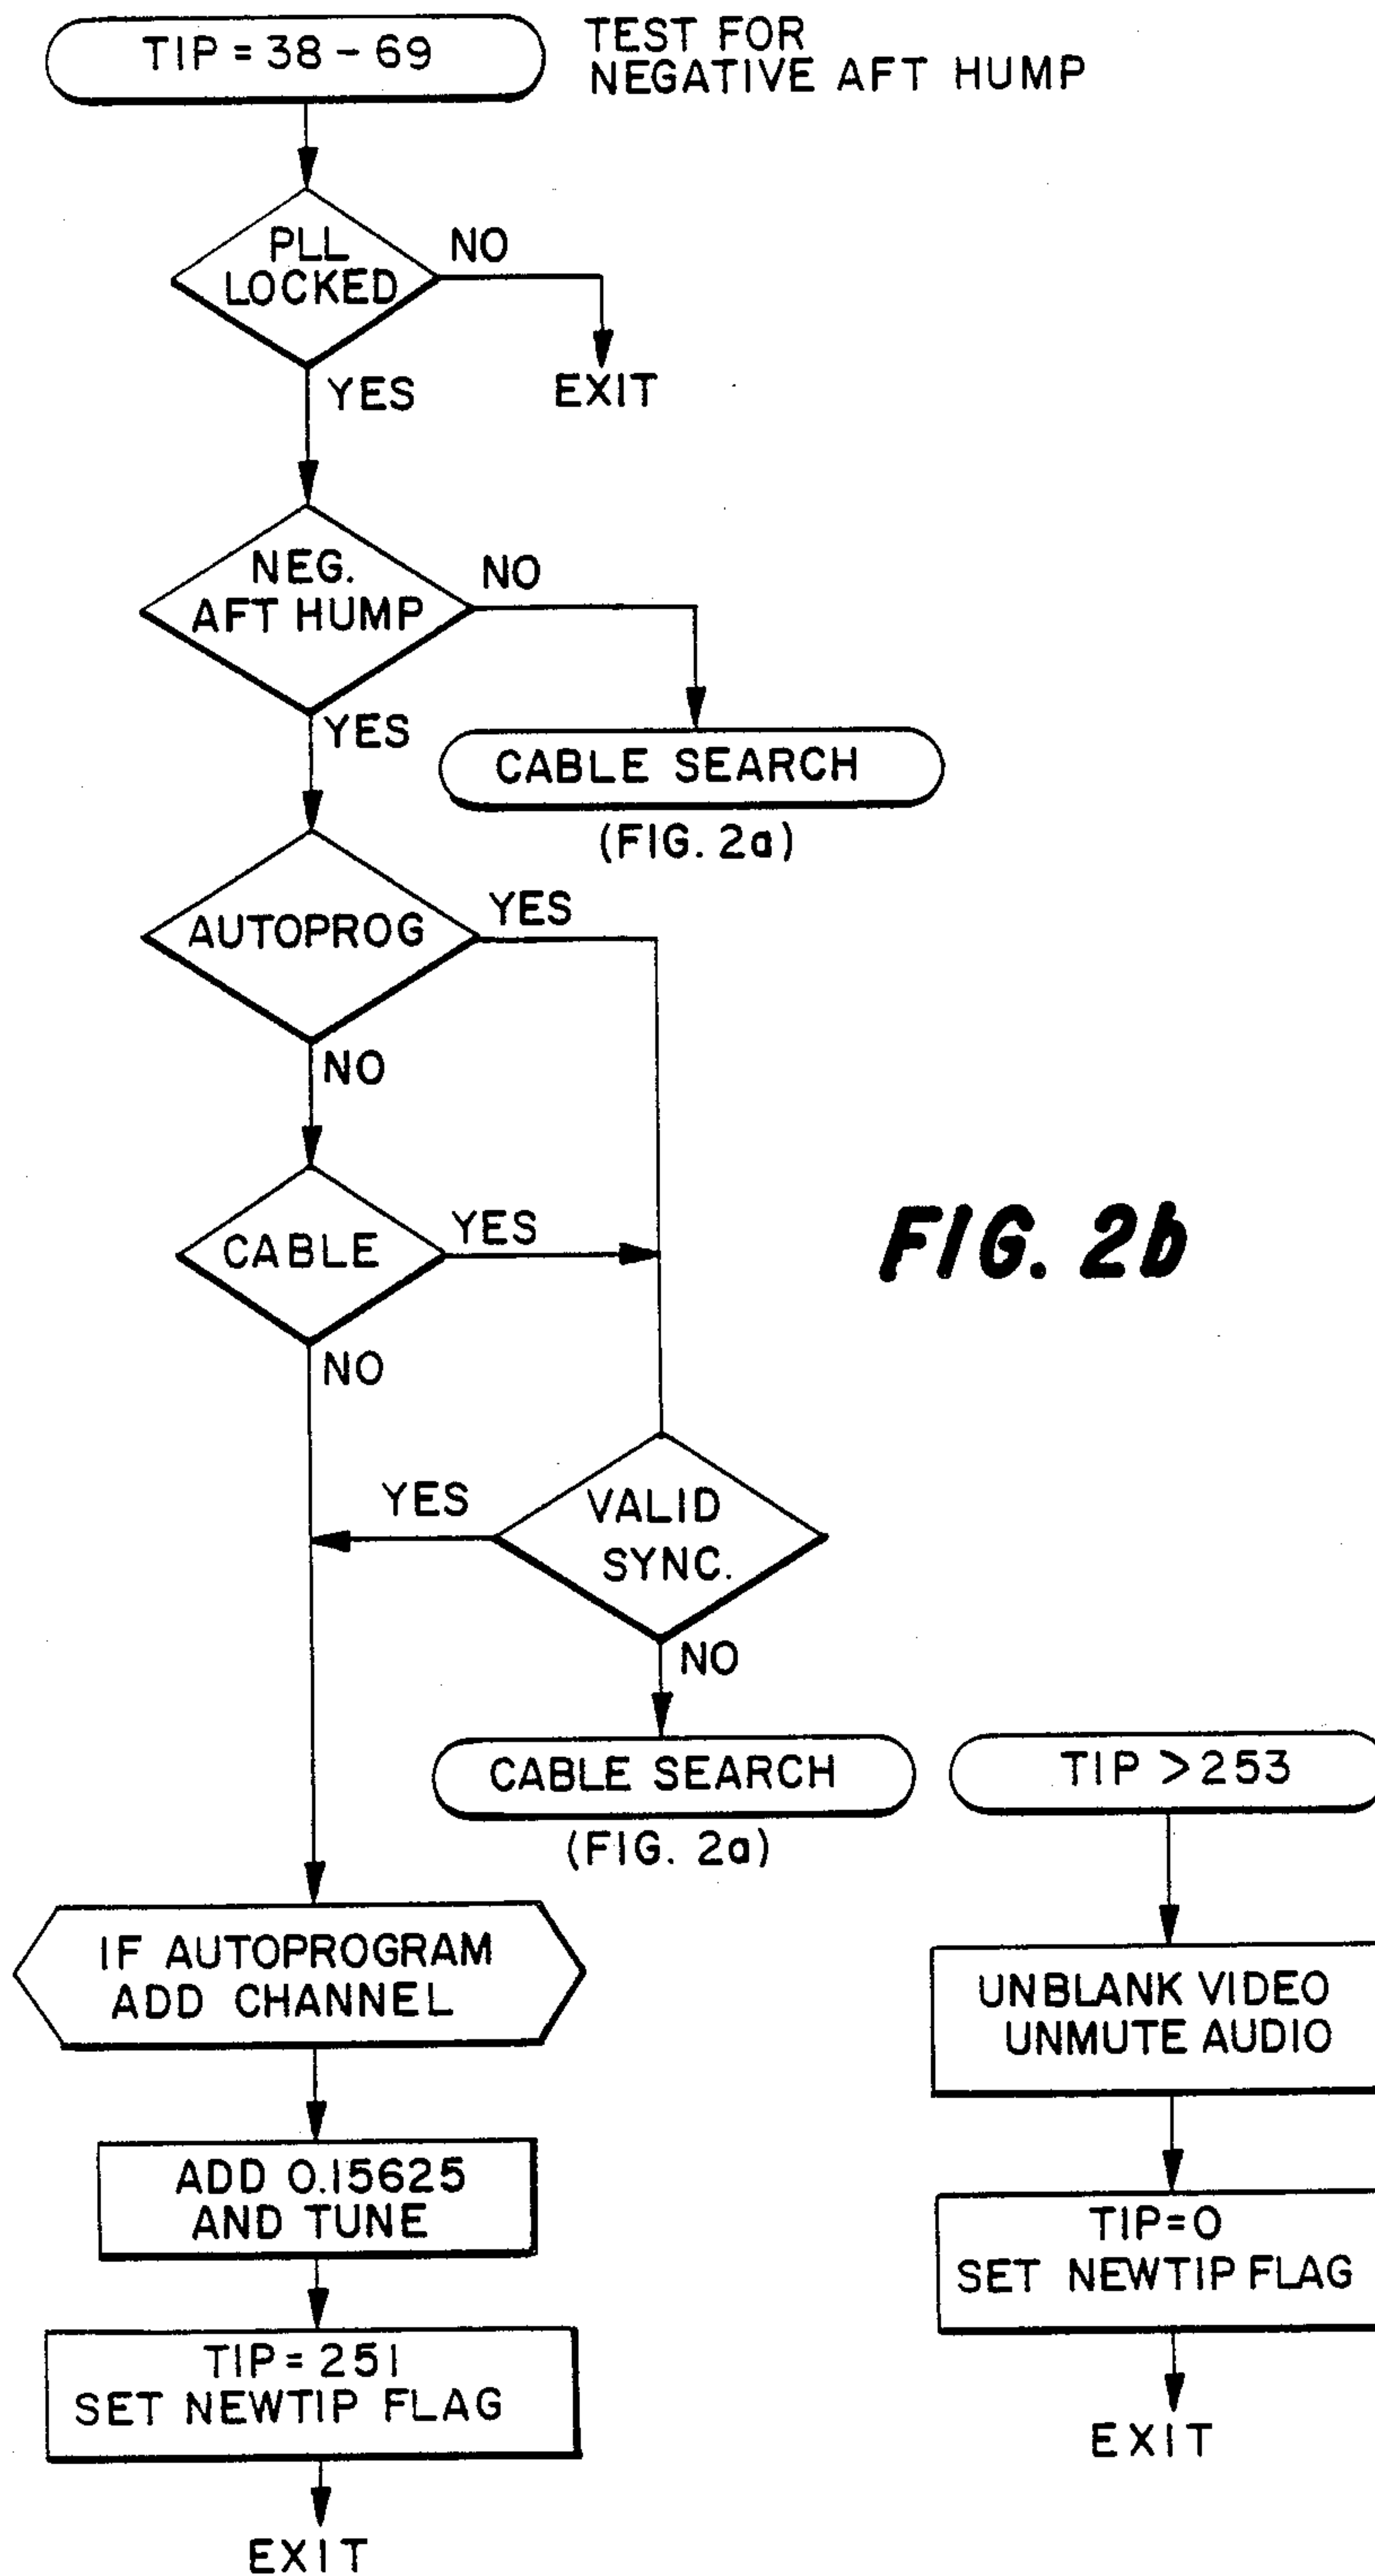 TIP = 38 - 69
TEST FOR
NEGATIVE AFT HUMP
PLL
LOCKED
NO
EXIT
YES
NEG.
AFT HUMP
NO
YES
CABLE SEARCH
(FIG. 2a)
AUTOPROG
YES
NO
CABLE
YES
NO
FIG. 2b
YES
VALID
SYNC.
NO
CABLE SEARCH
(FIG. 2a)
IF AUTOPROGRAM
ADD CHANNEL
ADD 0.15625
AND TUNE
TIP = 251
SET NEWTIP FLAG
EXIT
TIP > 253
UNBLANK VIDEO
UNMUTE AUDIO
TIP=0
SET NEWTIP FLAG
EXIT